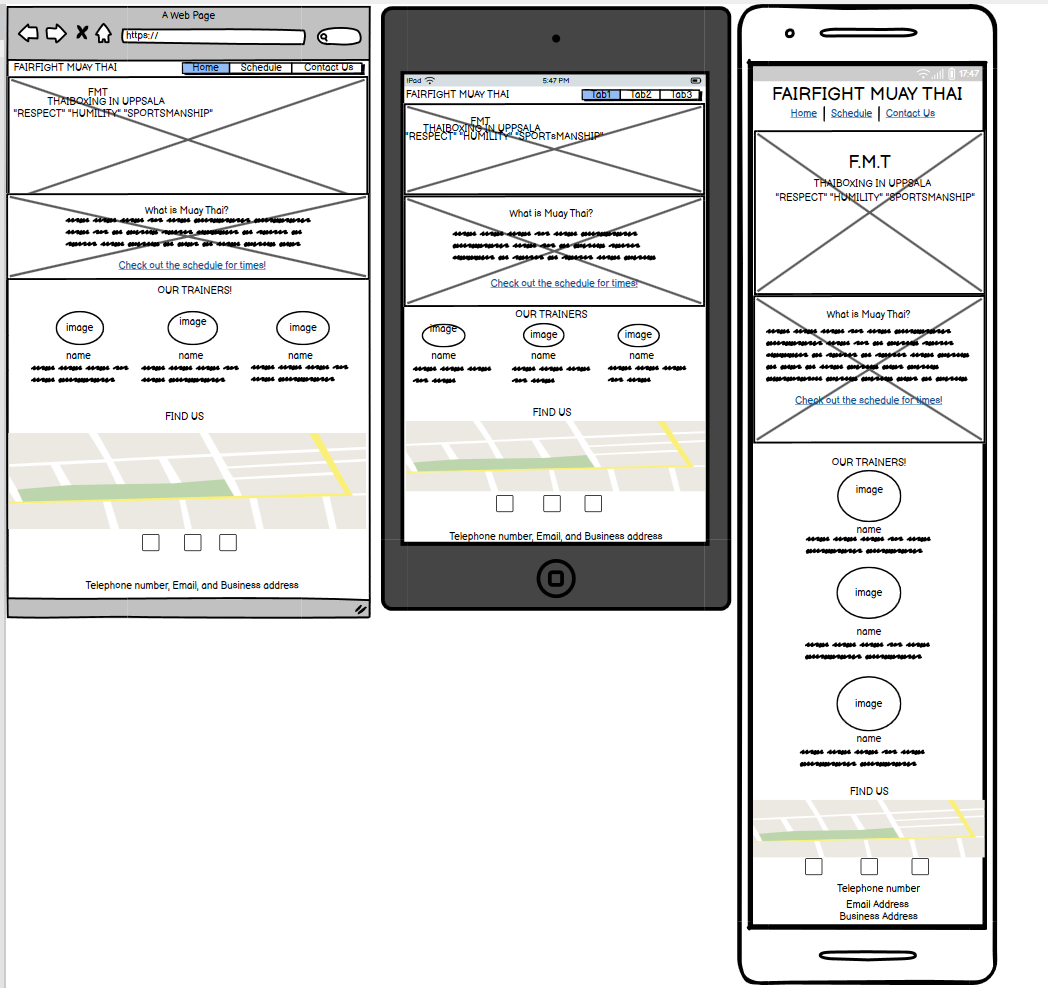 A Web Page
https://
FAIRFIGHT MUAY THAI Home Schedule Contact Us
FMT
THAIBOXING IN UPPSALA
"RESPECT" "HUMILITY" "SPORTSMANSHIP"
What is Muay Thai?
Check out the schedule for times!
OUR TRAINERS!
image image image
name name name
FIND US
Telephone number, Email, and Business address
iPad 5:47 PM
FAIRFIGHT MUAY THAI Tab1 Tab2 Tab3
FMT
THAIBOXING IN UPPSALA
"RESPECT" "HUMILITY" "SPORTsMANSHIP"
What is Muay Thai?
Check out the schedule for times!
OUR TRAINERS
image image image
name name name
FIND US
Telephone number, Email, and Business address
17:47
FAIRFIGHT MUAY THAI
Home Schedule Contact Us
F.M.T
THAIBOXING IN UPPSALA
"RESPECT" "HUMILITY" "SPORTSMANSHIP"
What is Muay Thai?
Check out the schedule for times!
OUR TRAINERS!
image
name
image
name
image
name
FIND US
Telephone number
Email Address
Business Address